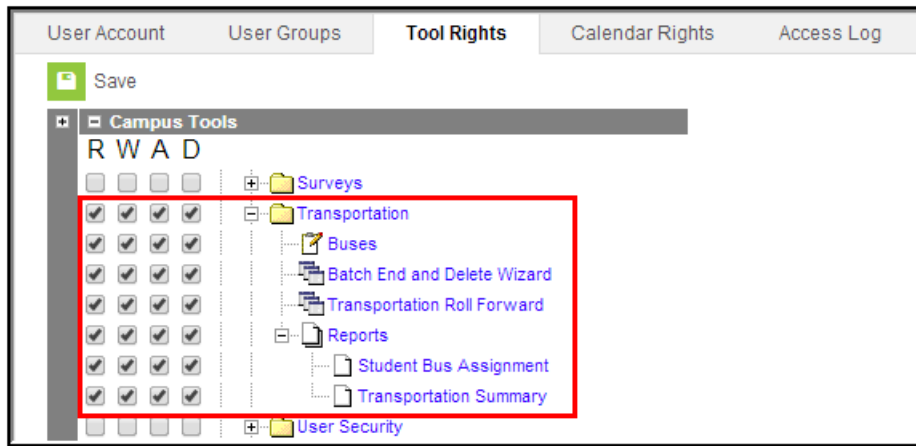 User Account User Groups Tool Rights Calendar Rights Access Log
Save
Campus Tools
R W A D
Surveys
Transportation
Buses
Batch End and Delete Wizard
Transportation Roll Forward
Reports
Student Bus Assignment
Transportation Summary
User Security